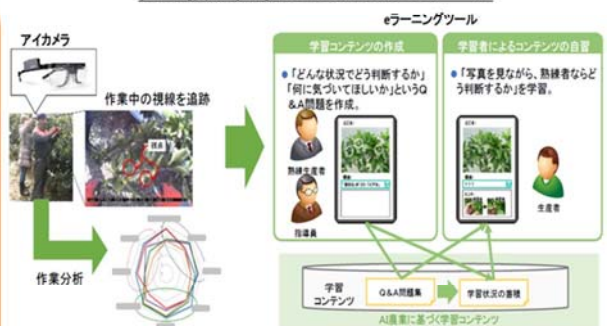 eラーニングツール
アイカメラ
作業中の視線を追跡
視点
作業分析
学習コンテンツの作成
●「どんな状況でどう判断するか」
「何に気づいてほしいか」というQ
&A問題を作成。
熟練生産者
指導員
学習者によるコンテンツの自習
●「写真を見ながら、熟練者ならど
う判断するか」を学習。
生産者
学習
コンテンツ
Q&A問題集
学習状況の蓄積
AI農業に基づく学習コンテンツ